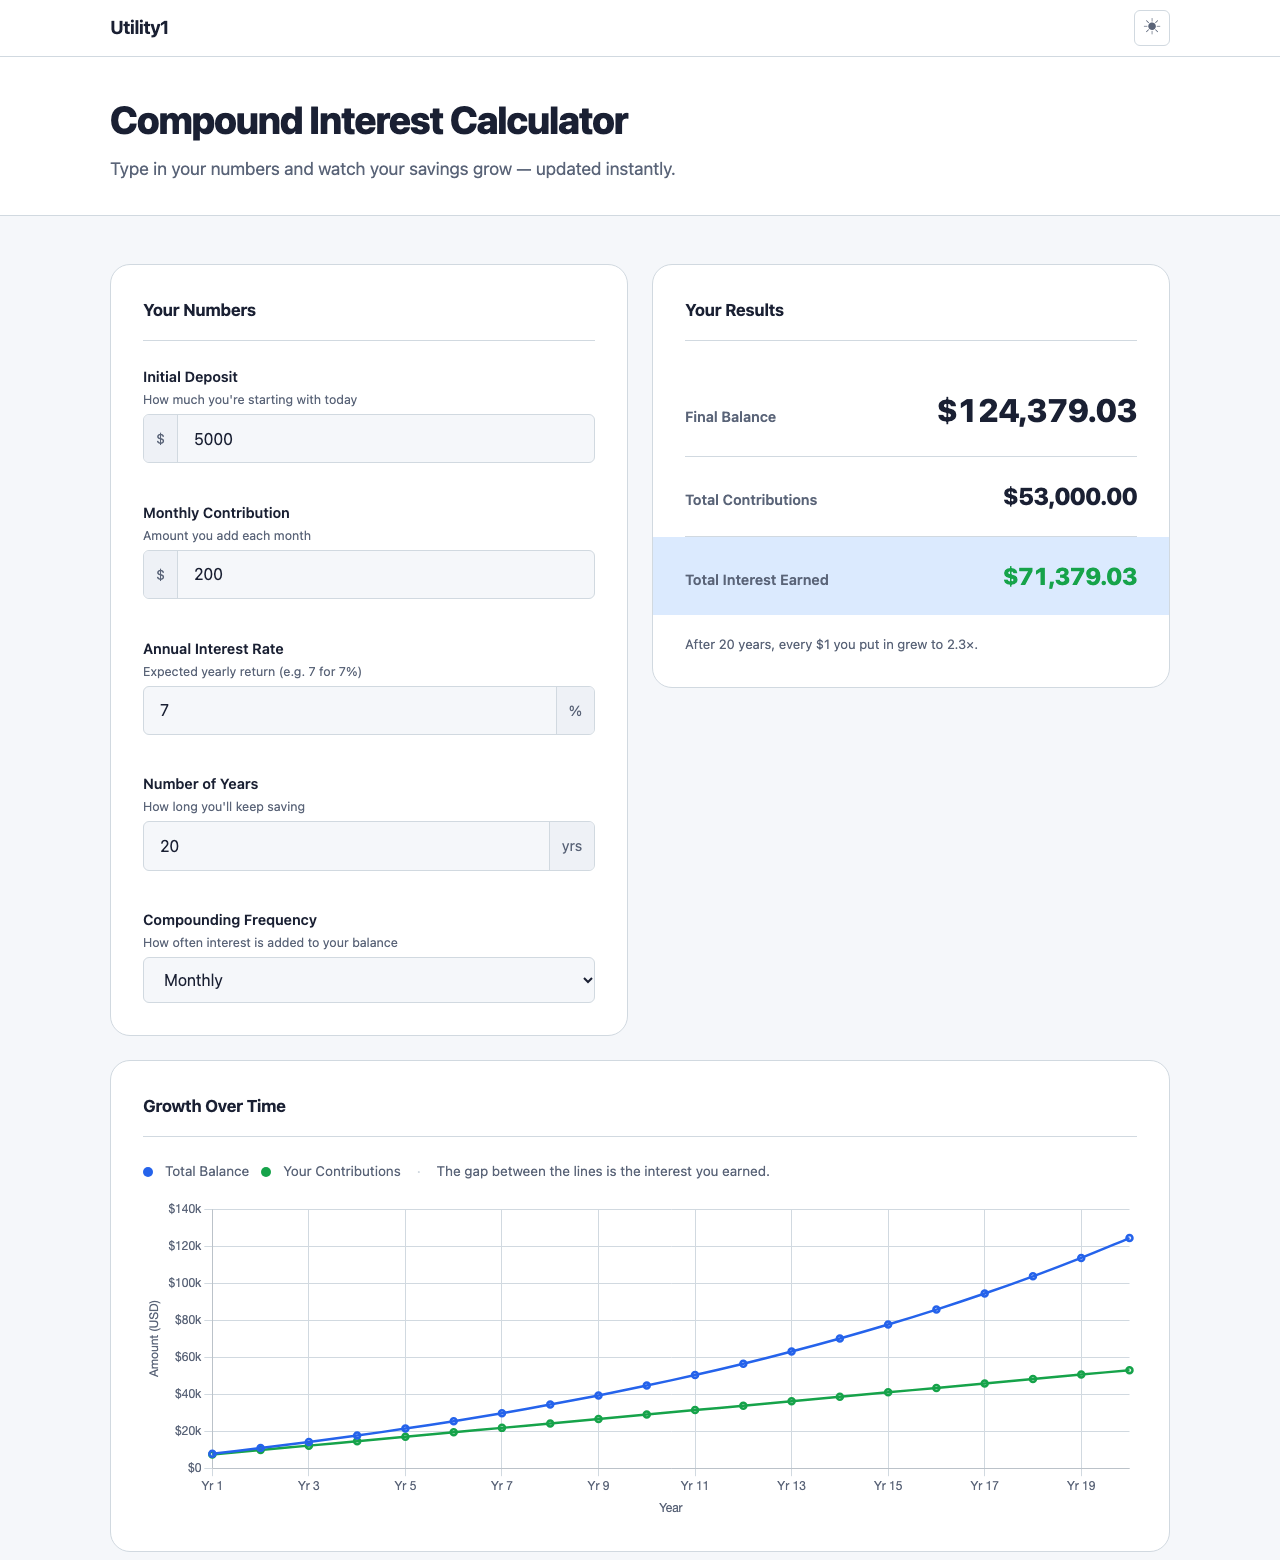 Utility1
Compound Interest Calculator
Type in your numbers and watch your savings grow — updated instantly.
Your Numbers
Initial Deposit
How much you're starting with today
$ 5000
Monthly Contribution
Amount you add each month
$ 200
Annual Interest Rate
Expected yearly return (e.g. 7 for 7%)
7 %
Number of Years
How long you'll keep saving
20 yrs
Compounding Frequency
How often interest is added to your balance
Monthly
Your Results
Final Balance $124,379.03
Total Contributions $53,000.00
Total Interest Earned $71,379.03
After 20 years, every $1 you put in grew to 2.3×.
Growth Over Time
Total Balance Your Contributions · The gap between the lines is the interest you earned.
$140k
$120k
$100k
$80k
$60k
$40k
$20k
$0
Amount (USD)
Yr 1 Yr 3 Yr 5 Yr 7 Yr 9 Yr 11 Yr 13 Yr 15 Yr 17 Yr 19
Year